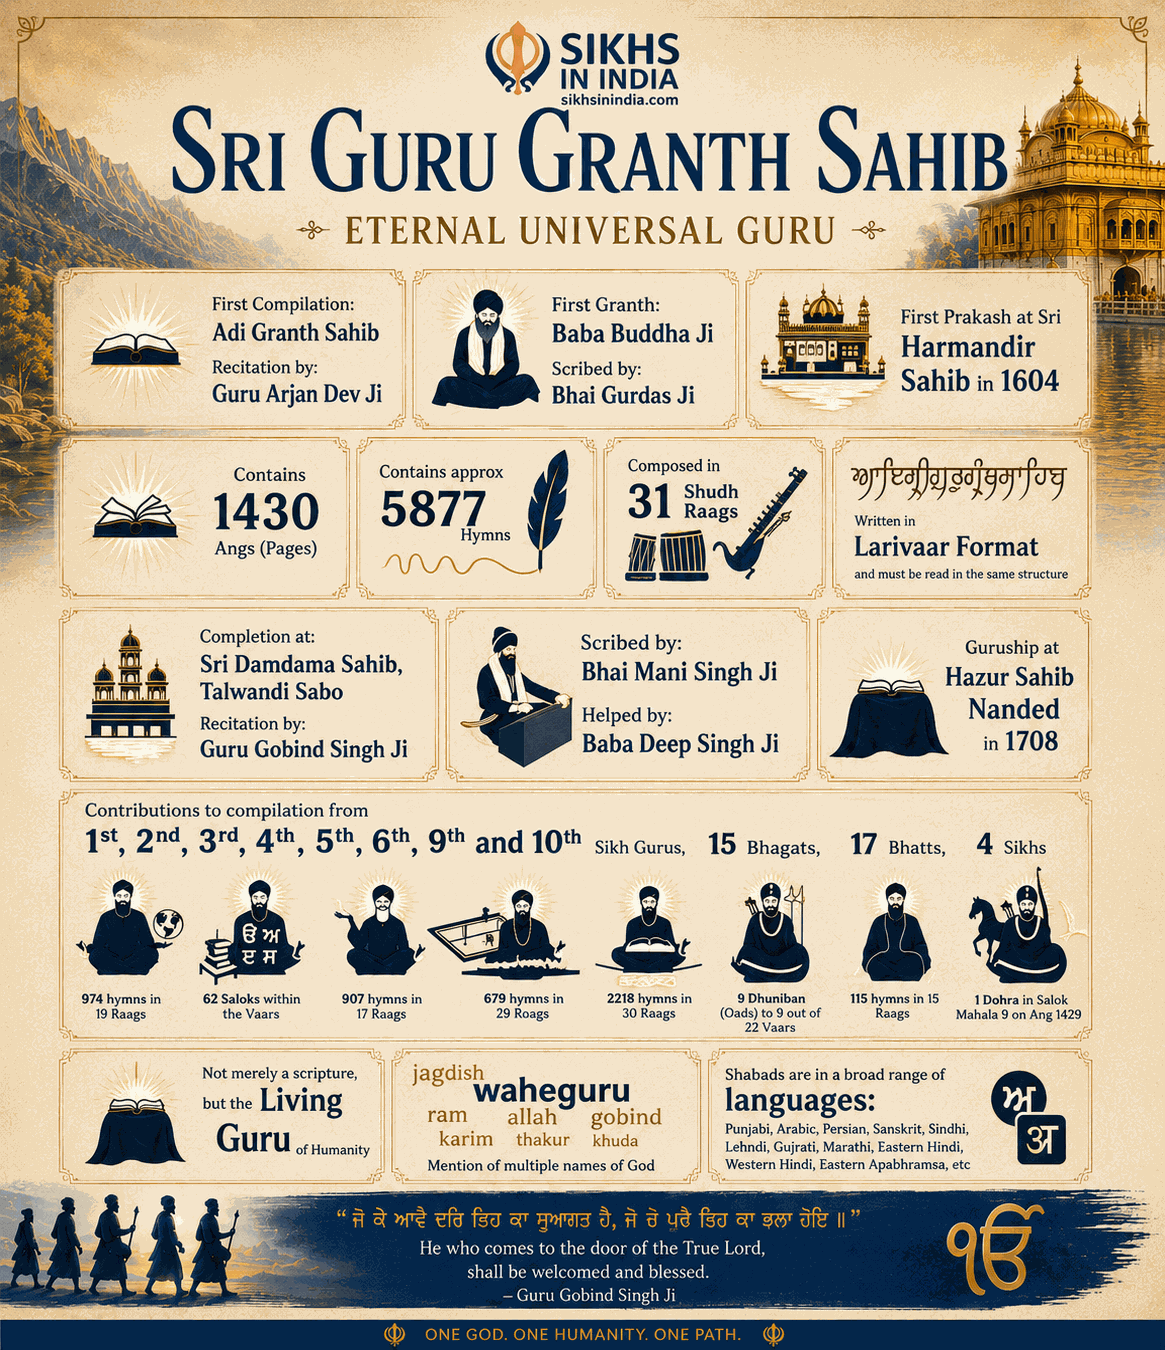 SIKHS
IN INDIA
sikhsinindia.com
SRI GURU GRANTH SAHIB
ETERNAL UNIVERSAL GURU
First Compilation:
Adi Granth Sahib
Recitation by:
Guru Arjan Dev Ji
First Granth:
Baba Buddha Ji
Scribed by:
Bhai Gurdas Ji
First Prakash at Sri
Harmandir
Sahib in 1604
Contains
1430
Angs (Pages)
Contains approx
5877
Hymns
Composed in
31 Shudh
Raags
Written in
Larivaar Format
and must be read in the same structure
Completion at:
Sri Damdama Sahib,
Talwandi Sabo
Recitation by:
Guru Gobind Singh Ji
Scribed by:
Bhai Mani Singh Ji
Helped by:
Baba Deep Singh Ji
Guruship at
Hazur Sahib
Nanded
in 1708
Contributions to compilation from
1st, 2nd, 3rd, 4th, 5th, 6th, 9th and 10th Sikh Gurus, 15 Bhagats, 17 Bhatts, 4 Sikhs
ੳ ਅ
ੲ ਸ
974 hymns in
19 Raags
62 Saloks within
the Vaars
907 hymns in
17 Raags
679 hymns in
29 Roags
2218 hymns in
30 Raags
9 Dhuniban
(Oads) to 9 out of
22 Vaars
115 hymns in 15
Raags
1 Dohra in Salok
Mahala 9 on Ang 1429
Not merely a scripture,
but the Living
Guru of Humanity
jagdish
waheguru
ram allah gobind
karim thakur khuda
Mention of multiple names of God
Shabads are in a broad range of
languages:
Punjabi, Arabic, Persian, Sanskrit, Sindhi,
Lehndi, Gujrati, Marathi, Eastern Hindi,
Western Hindi, Eastern Apabhramsa, etc
ਅ
अ
“ ਜੋ ਕੇ ਆਵੈ ਦਰਿ ਤਿਹ ਕਾ ਸੁਆਗਤ ਹੈ, ਜੋ ਚੋ ਪੁਰੈ ਤਿਹ ਕਾ ਭਲਾ ਹੋਇ ॥ ”
He who comes to the door of the True Lord,
shall be welcomed and blessed.
– Guru Gobind Singh Ji
ੴ
ONE GOD. ONE HUMANITY. ONE PATH.